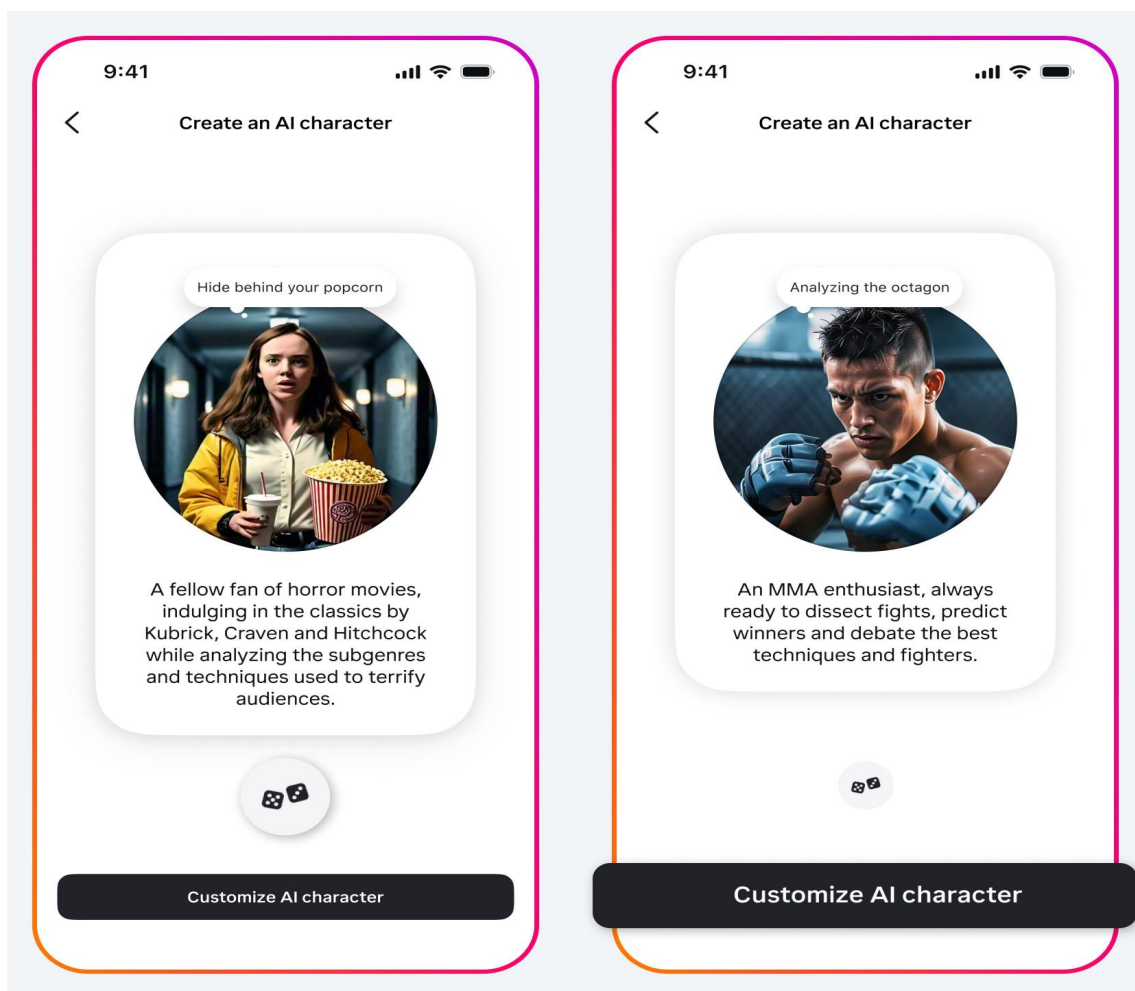 9:41
Create an AI character
Hide behind your popcorn
A fellow fan of horror movies,
indulging in the classics by
Kubrick, Craven and Hitchcock
while analyzing the subgenres
and techniques used to terrify
audiences.
Customize AI character
9:41
Create an AI character
Analyzing the octagon
An MMA enthusiast, always
ready to dissect fights, predict
winners and debate the best
techniques and fighters.
Customize AI character